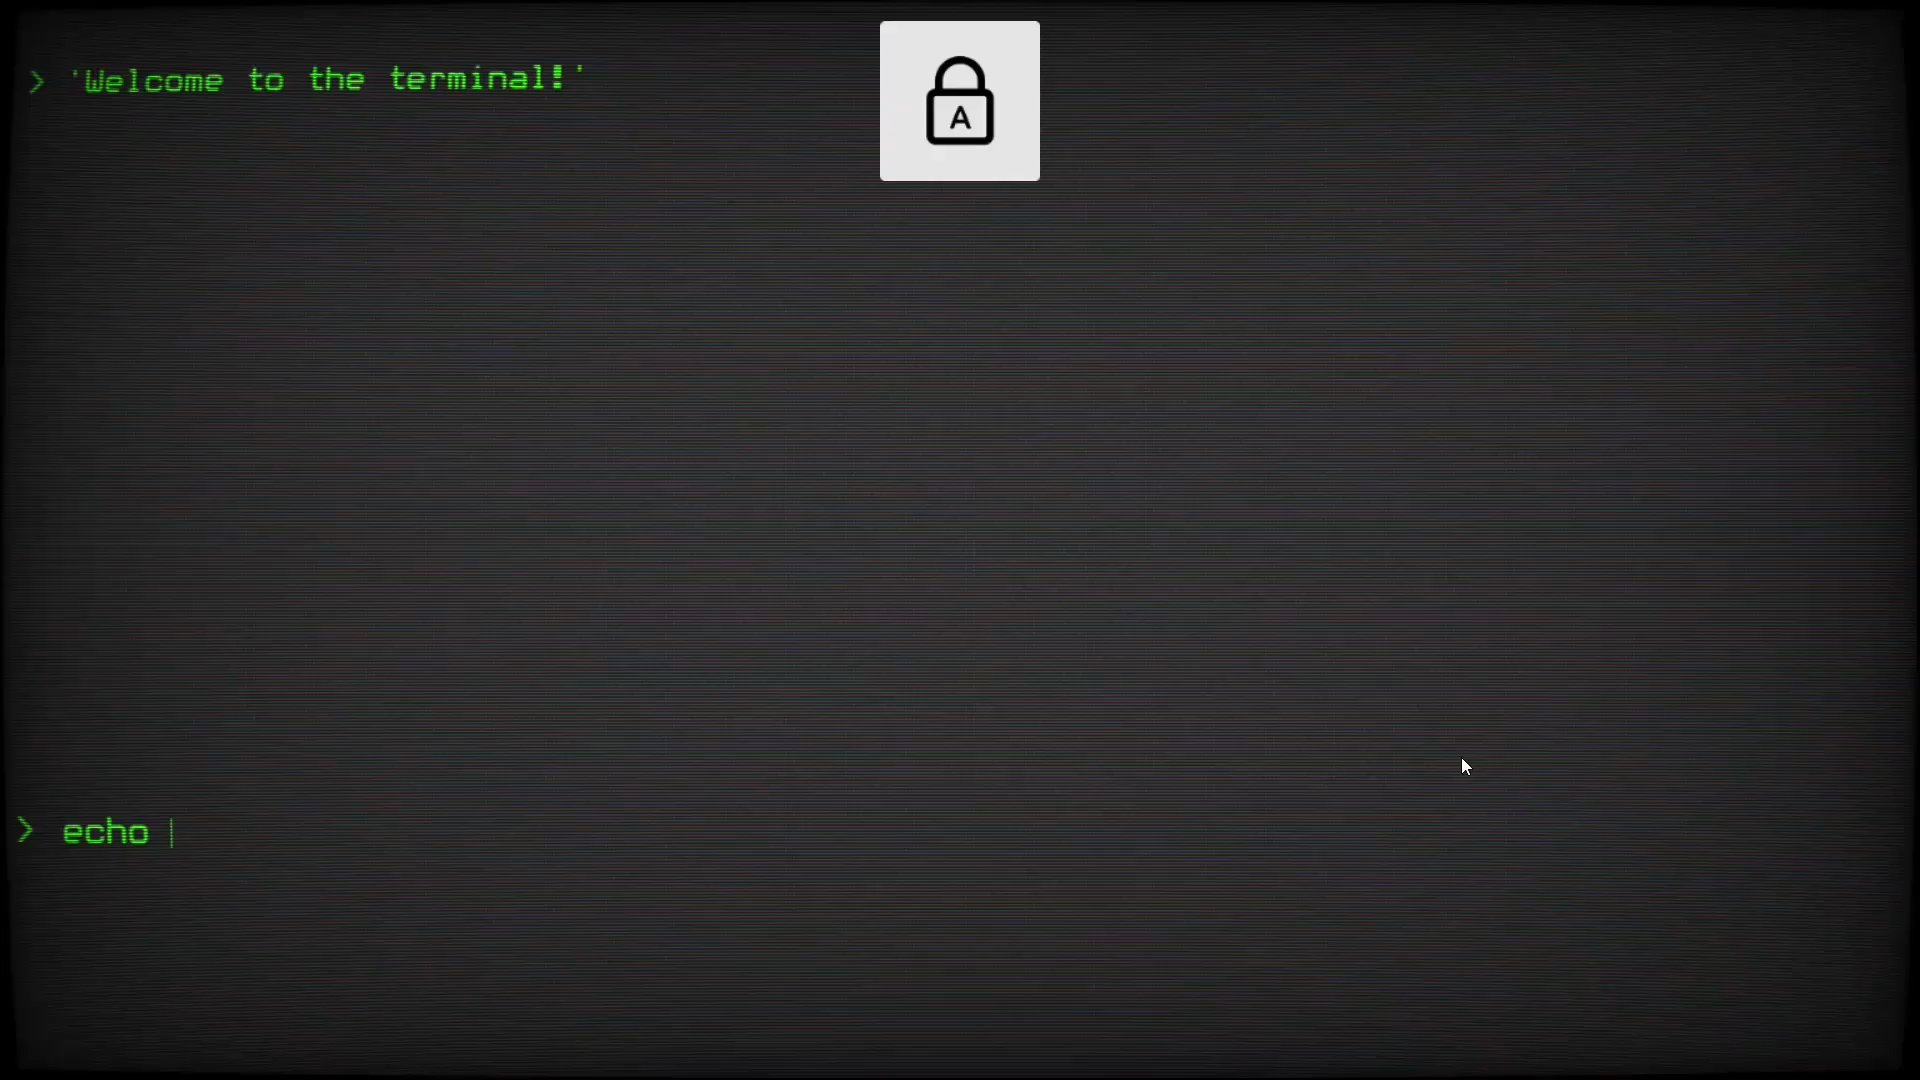 > 'Welcome to the terminal!'
A
> echo